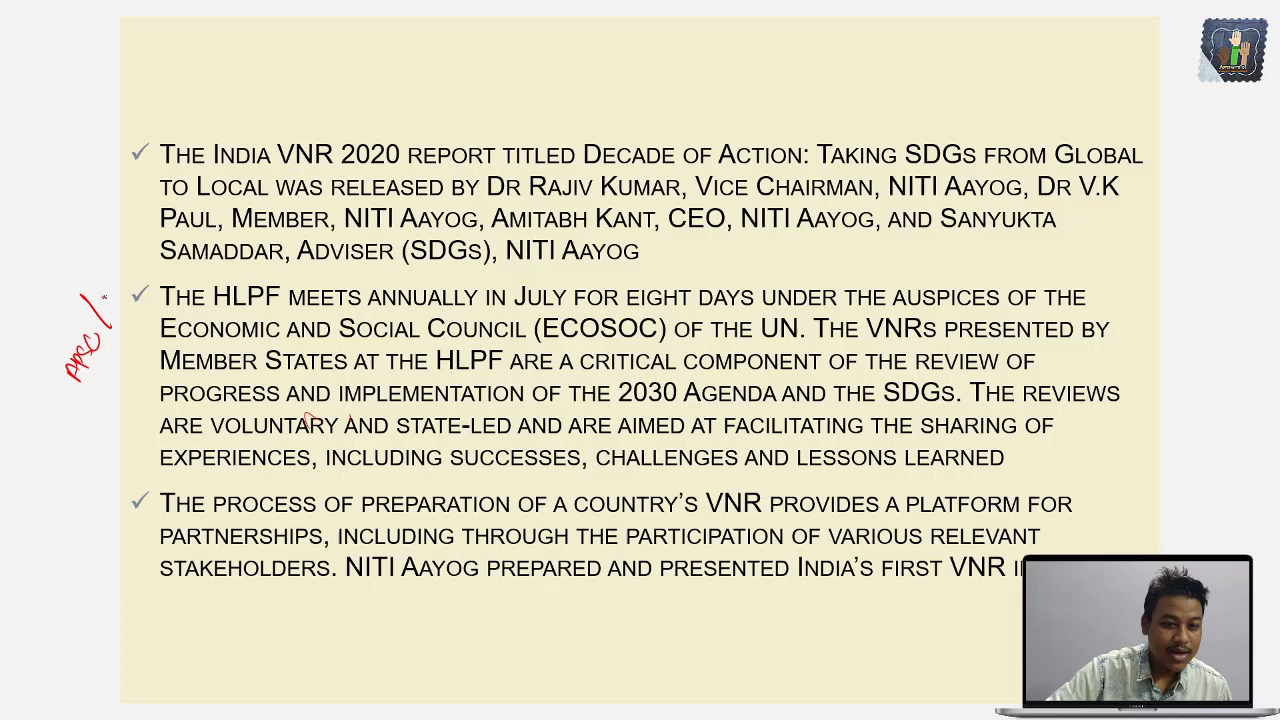 ✓ The India VNR 2020 report titled Decade of Action: Taking SDGs from Global
to Local was released by Dr Rajiv Kumar, Vice Chairman, NITI Aayog, Dr V.K
Paul, Member, NITI Aayog, Amitabh Kant, CEO, NITI Aayog, and Sanyukta
Samaddar, Adviser (SDGs), NITI Aayog
✓ The HLPF meets annually in July for eight days under the auspices of the
Economic and Social Council (ECOSOC) of the UN. The VNRs presented by
Member States at the HLPF are a critical component of the review of
progress and implementation of the 2030 Agenda and the SDGs. The reviews
are voluntary and state-led and are aimed at facilitating the sharing of
experiences, including successes, challenges and lessons learned
✓ The process of preparation of a country's VNR provides a platform for
partnerships, including through the participation of various relevant
stakeholders. NITI Aayog prepared and presented India's first VNR